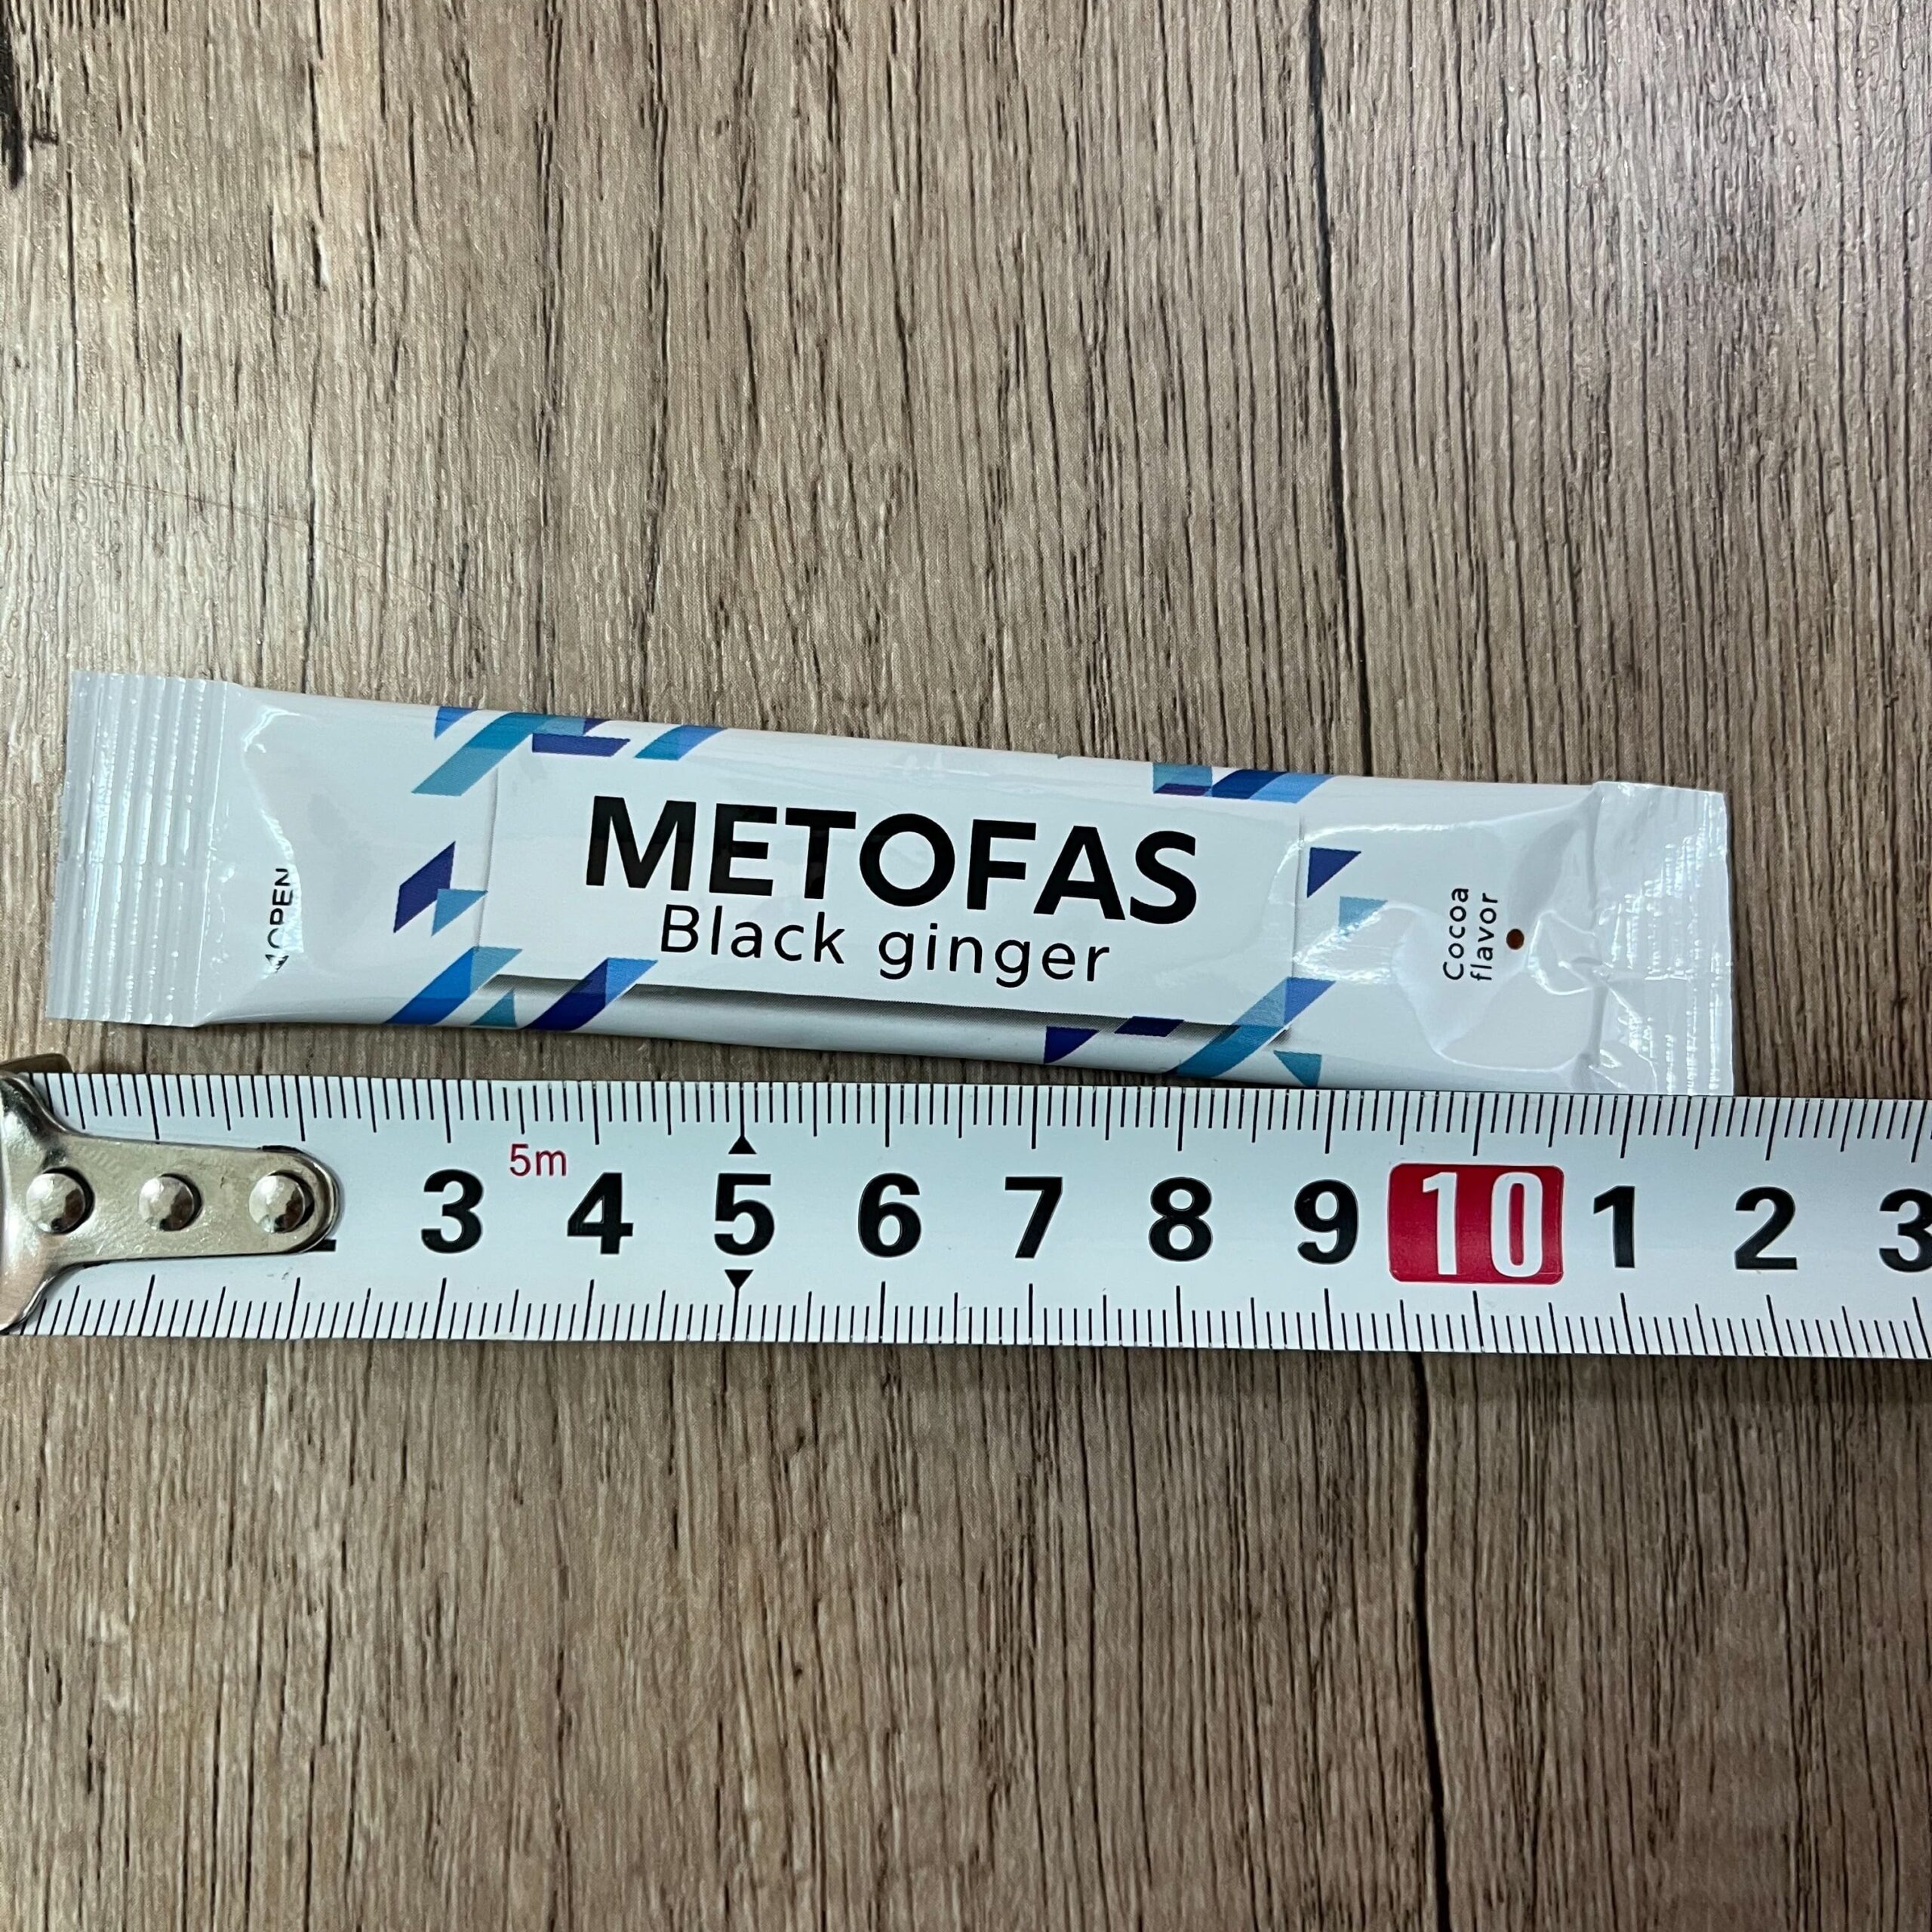 OPEN
METOFAS
Black ginger
Cocoa
flavor
5m
3 4 5 6 7 8 9 10 1 2 3